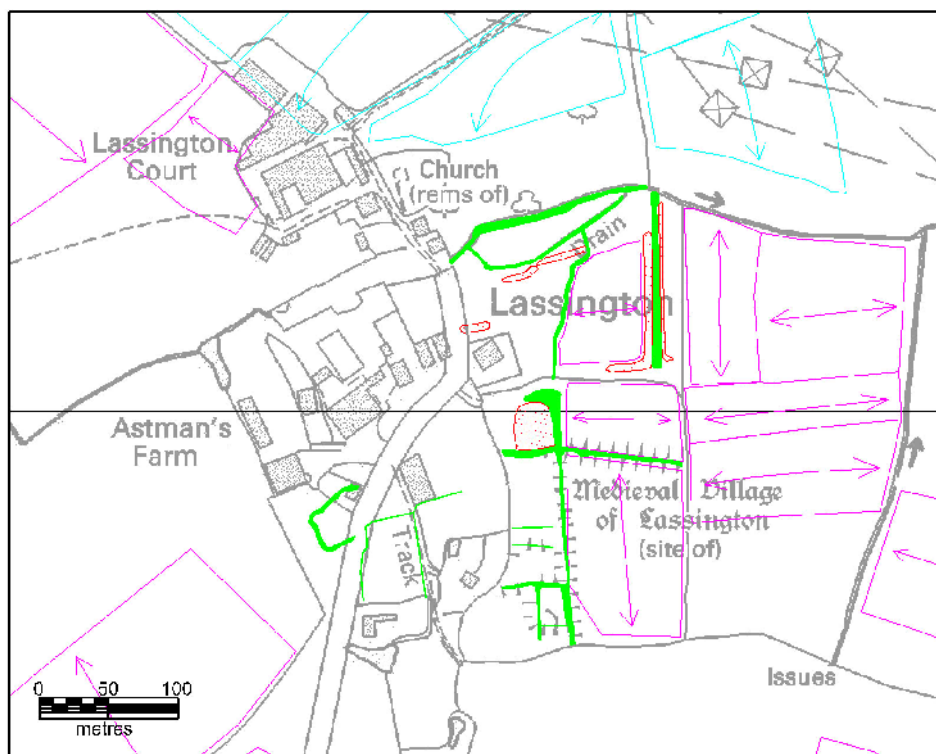 Lassington
Court
Church
(reins of)
Drain
Lassington
Astman's
Farm
Medieval Village
of Lassington
(site of)
Track
Issues
0 50 100
metres